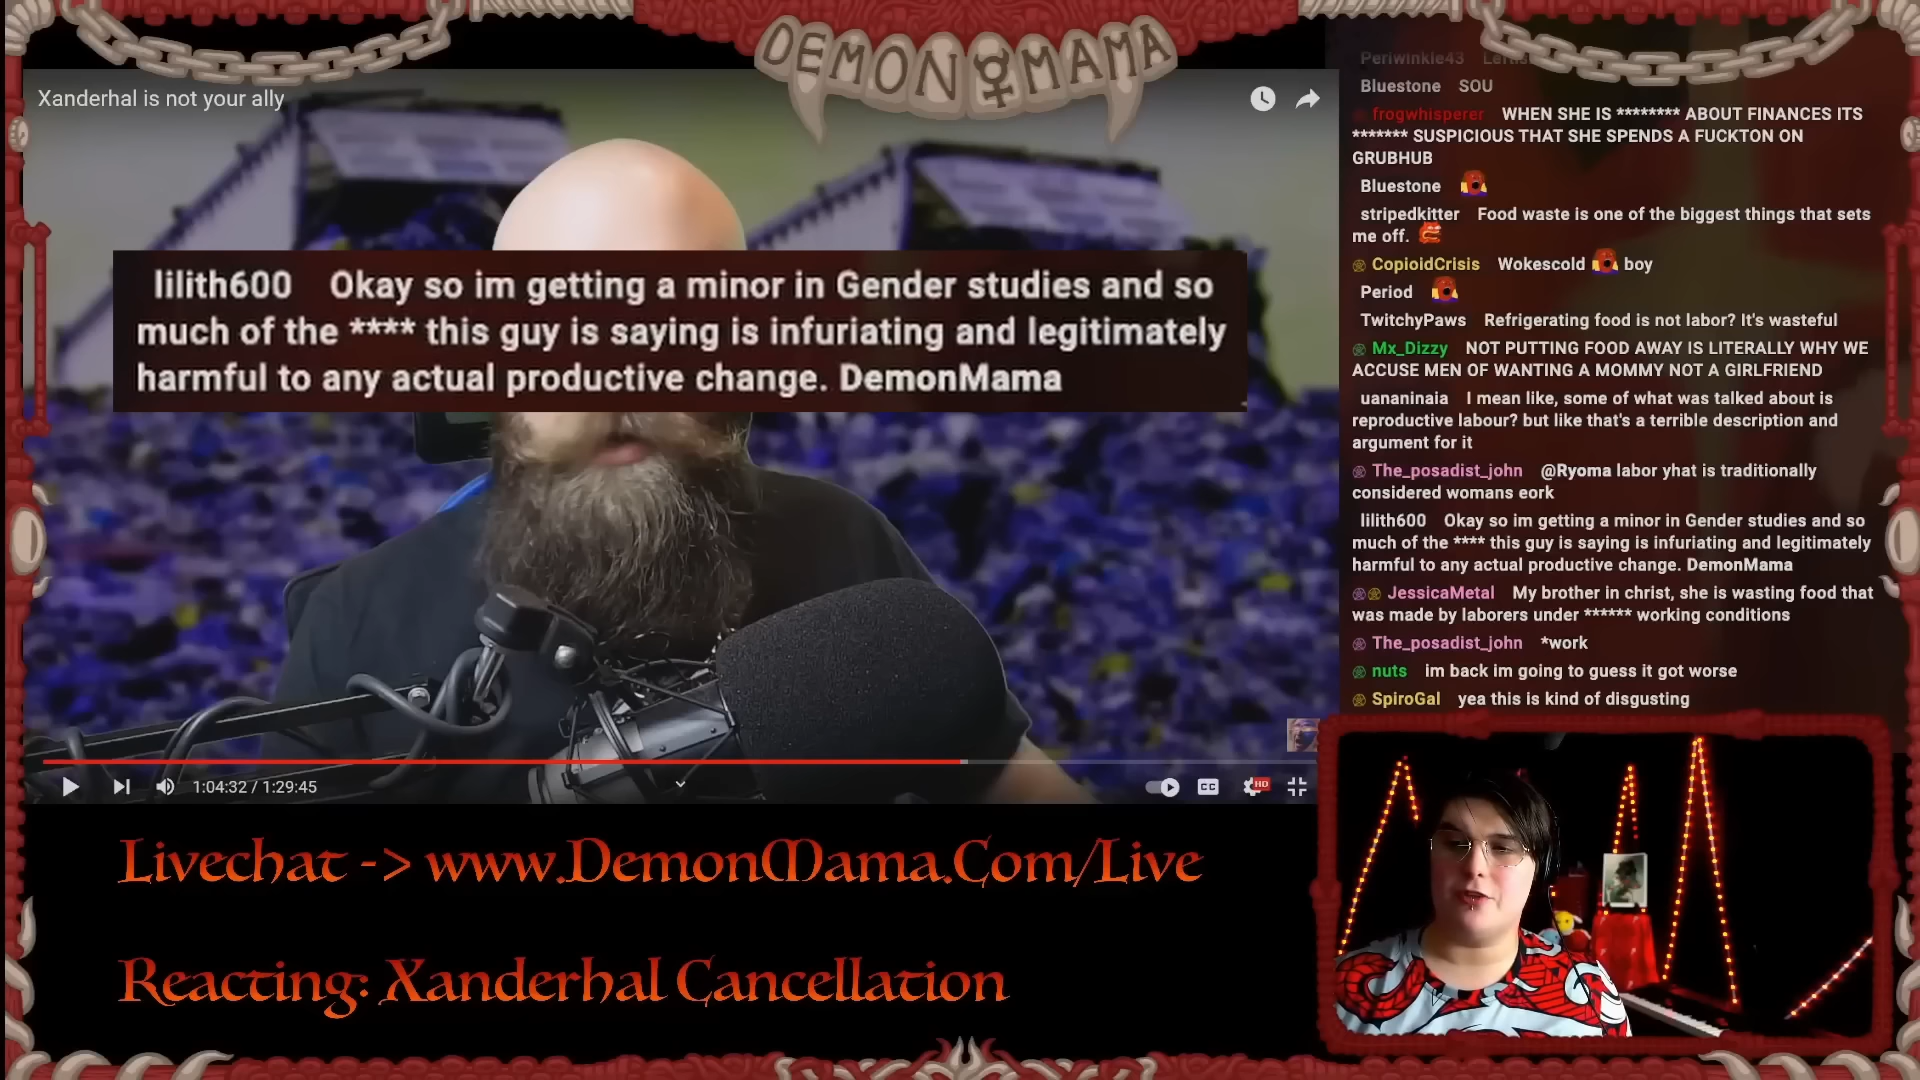 DEMON MAMA
Xanderhal is not your ally
lilith600 Okay so im getting a minor in Gender studies and so
much of the **** this guy is saying is infuriating and legitimately
harmful to any actual productive change. DemonMama
1:04:32 / 1:29:45
CC
HD
Livechat -> www.DemonMama.Com/Live
Reacting: Xanderhal Cancellation
Periwinkle43
Bluestone SOU
frogwhisperer WHEN SHE IS ******** ABOUT FINANCES ITS
******* SUSPICIOUS THAT SHE SPENDS A FUCKTON ON
GRUBHUB
Bluestone
stripedkitter Food waste is one of the biggest things that sets
me off.
CopioidCrisis Wokescold boy
Period
TwitchyPaws Refrigerating food is not labor? It's wasteful
Mx_Dizzy NOT PUTTING FOOD AWAY IS LITERALLY WHY WE
ACCUSE MEN OF WANTING A MOMMY NOT A GIRLFRIEND
uananinaia I mean like, some of what was talked about is
reproductive labour? but like that's a terrible description and
argument for it
The_posadist_john @Ryoma labor yhat is traditionally
considered womans eork
lilith600 Okay so im getting a minor in Gender studies and so
much of the **** this guy is saying is infuriating and legitimately
harmful to any actual productive change. DemonMama
JessicaMetal My brother in christ, she is wasting food that
was made by laborers under ****** working conditions
The_posadist_john *work
nuts im back im going to guess it got worse
SpiroGal yea this is kind of disgusting